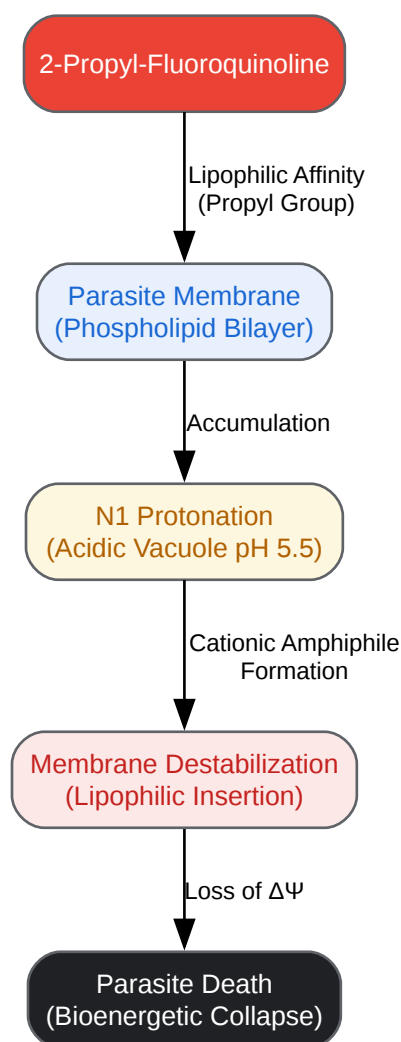 2-Propyl-Fluoroquinoline
Lipophilic Affinity
(Propyl Group)
Parasite Membrane
(Phospholipid Bilayer)
Accumulation
N1 Protonation
(Acidic Vacuole pH 5.5)
Cationic Amphiphile
Formation
Membrane Destabilization
(Lipophilic Insertion)
Loss of ΔΨ
Parasite Death
(Bioenergetic Collapse)